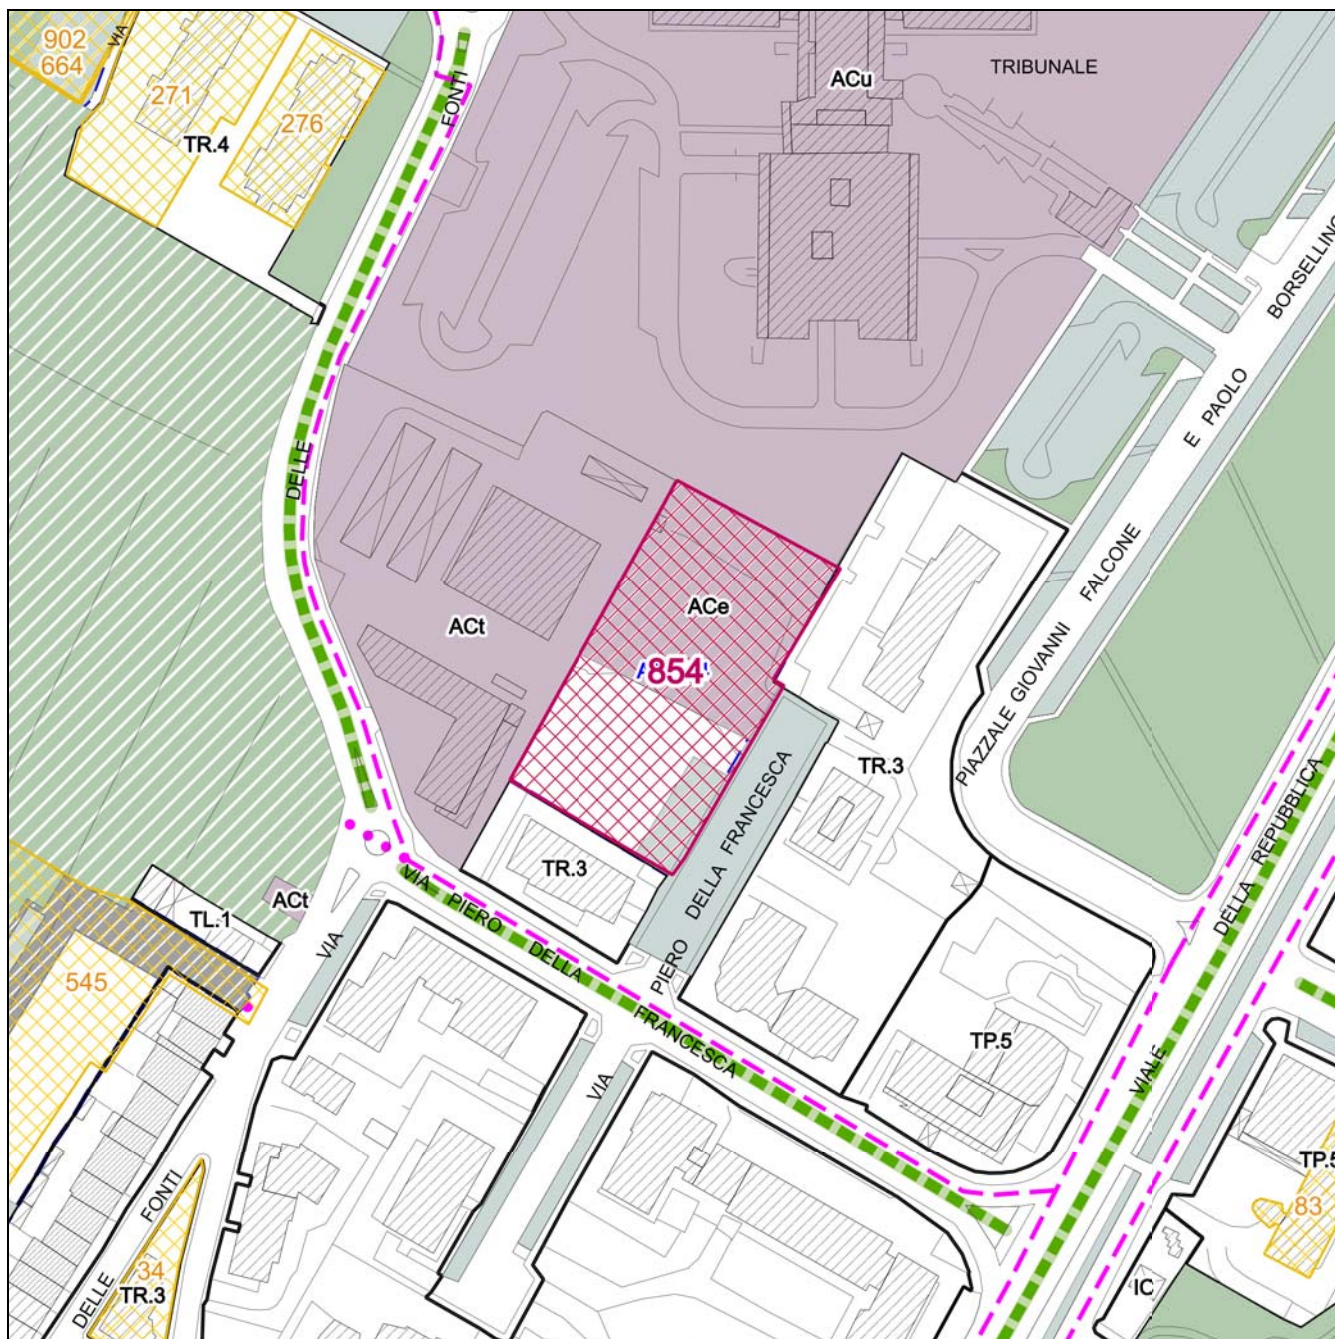 902
664
VIA
271
276
TR.4
FONTI
ACu
TRIBUNALE
BORSELLINO
E PAOLO
DELLE
FALCONE
PIAZZALE GIOVANNI
ACe
ACt
854
TR.3
DELLA REPUBBLICA
VIALE
PIERO DELLA FRANCESCA
TR.3
VIA PIERO DELLA FRANCESCA
ACt
TL.1
VIA
545
TP.5
VIA
TP.5
83
FONTI
DELLE
34
TR.3
IC